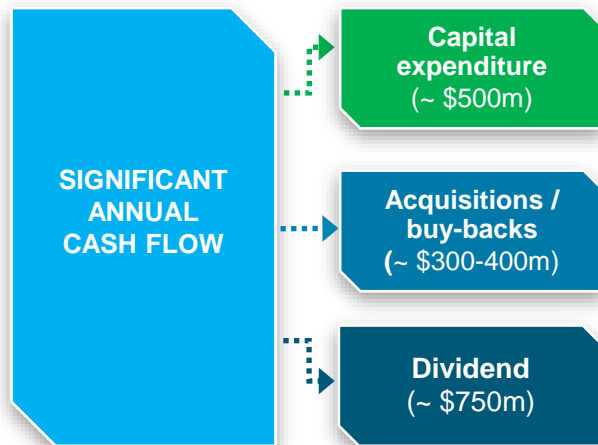 SIGNIFICANT
ANNUAL
CASH FLOW
Capital
expenditure
(~ $500m)
Acquisitions /
buy-backs
(~ $300-400m)
Dividend
(~ $750m)